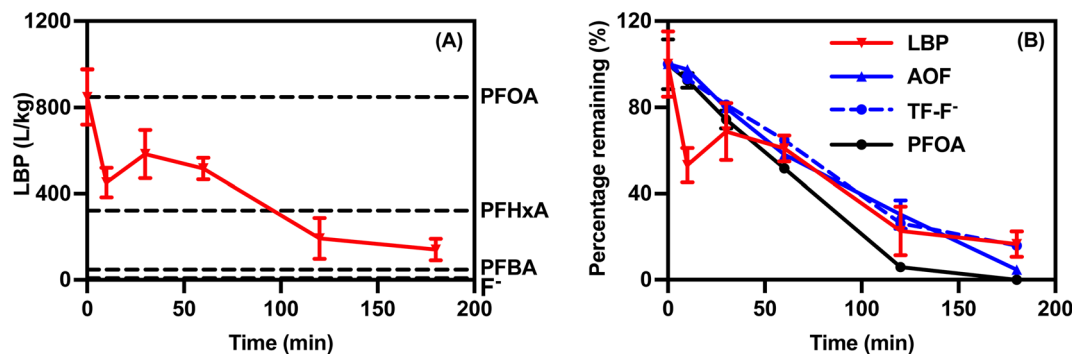 (A)
LBP (L/kg)
1200
800
400
0
0
50
100
150
200
Time (min)
PFOA
PFHxA
PFBA
F⁻
(B)
Percentage remaining (%)
120
80
40
0
0
50
100
150
200
Time (min)
LBP
AOF
TF-F⁻
PFOA